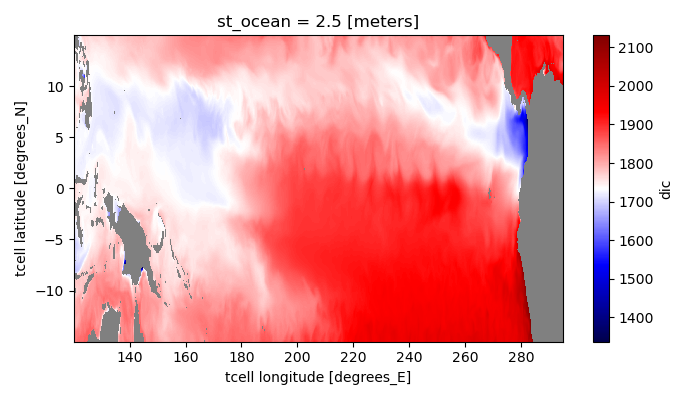 st_ocean = 2.5 [meters]
10
5
0
−5
−10
tcell latitude [degrees_N]
140 160 180 200 220 240 260 280
tcell longitude [degrees_E]
2100
2000
1900
1800
1700
1600
1500
1400
dic